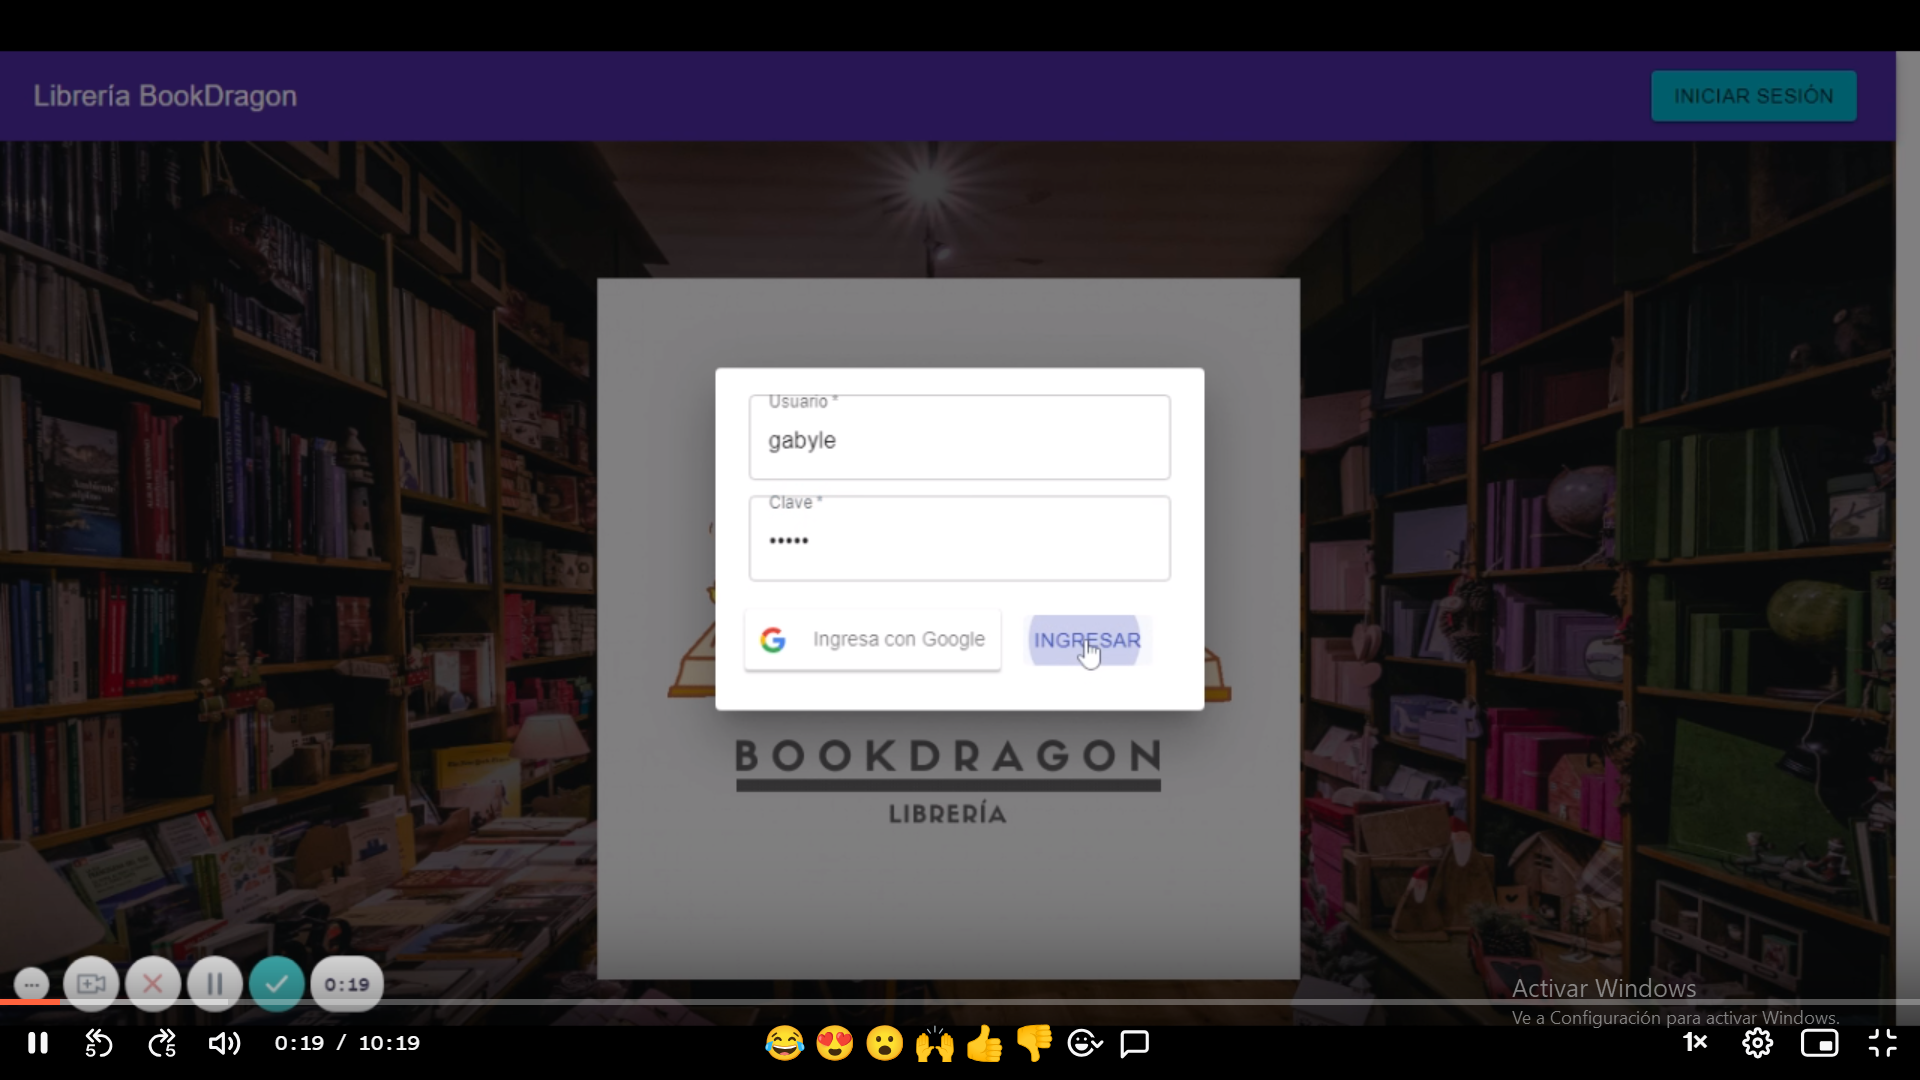 Librería BookDragon
INICIAR SESIÓN
Usuario *
gabyle
Clave *
•••••
Ingresa con Google
INGRESAR
BOOKDRAGON
LIBRERÍA
0:19
Activar Windows
Ve a Configuración para activar Windows.
5
5
0:19 / 10:19
1×